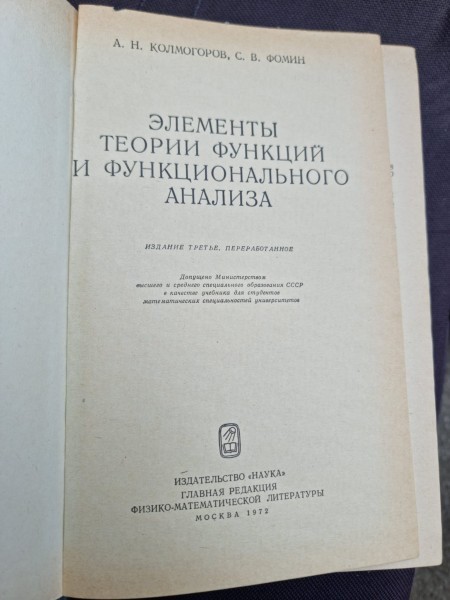 А. Н. КОЛМОГОРОВ, С. В. ФОМИН
ЭЛЕМЕНТЫ
ТЕОРИИ ФУНКЦИЙ
И ФУНКЦИОНАЛЬНОГО
АНАЛИЗА
ИЗДАНИЕ ТРЕТЬЕ, ПЕРЕРАБОТАННОЕ
Допущено Министерством
высшего и среднего специального образования СССР
в качестве учебника для студентов
математических специальностей университетов
ИЗДАТЕЛЬСТВО «НАУКА»
ГЛАВНАЯ РЕДАКЦИЯ
ФИЗИКО-МАТЕМАТИЧЕСКОЙ ЛИТЕРАТУРЫ
МОСКВА 1972